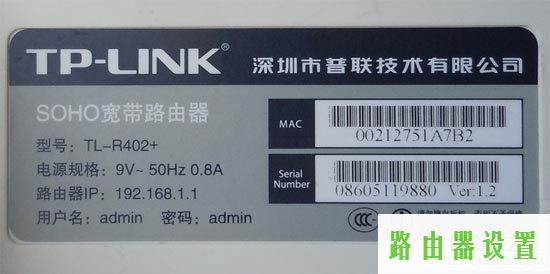 TP-LINK®
深圳市普联技术有限公司
SOHO宽带路由器
型号: TL-R402+
电源规格: 9V~ 50Hz 0.8A
路由器IP: 192.168.1.1
用户名: admin 密码: admin
MAC
00212751A7B2
Serial Number
08605119880 Ver:1.2
路由器设置